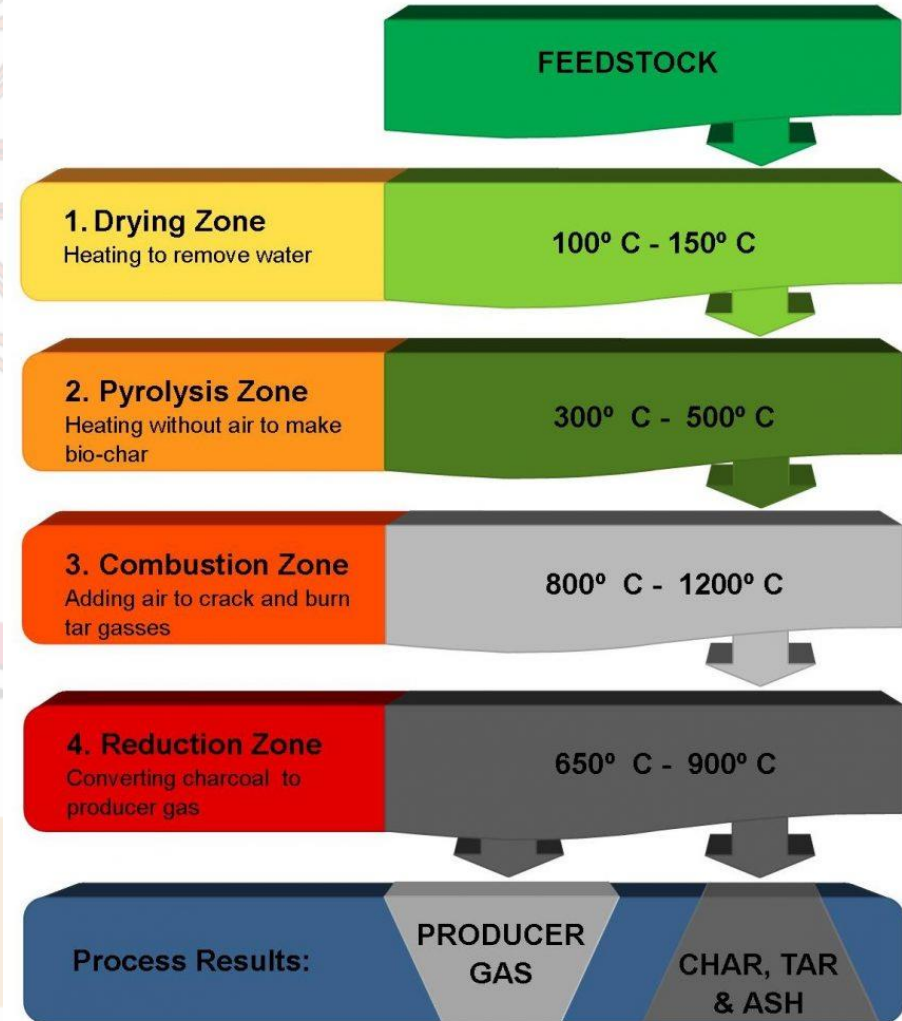 FEEDSTOCK
1. Drying Zone
Heating to remove water
100º C - 150º C
2. Pyrolysis Zone
Heating without air to make
bio-char
300º C - 500º C
3. Combustion Zone
Adding air to crack and burn
tar gasses
800º C - 1200º C
4. Reduction Zone
Converting charcoal to
producer gas
650º C - 900º C
Process Results:
PRODUCER
GAS
CHAR, TAR
& ASH